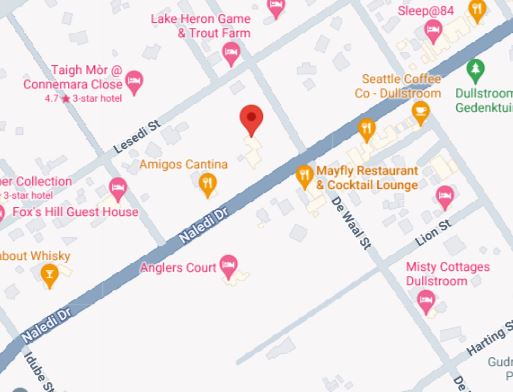 Sleep@84
Lake Heron Game
& Trout Farm
Taigh Mòr @
Connemara Close
4.7 ★ 3-star hotel
Seattle Coffee
Co - Dullstroom
Dullstroom
Gedenktuin
Lesedi St
Amigos Cantina
Mayfly Restaurant
& Cocktail Lounge
Collection
3-star hotel
Fox's Hill Guest House
Naledi Dr
De Waal St
Lion St
about Whisky
Anglers Court
Misty Cottages
Dullstroom
Naledi Dr
Harting St
Idube St
De